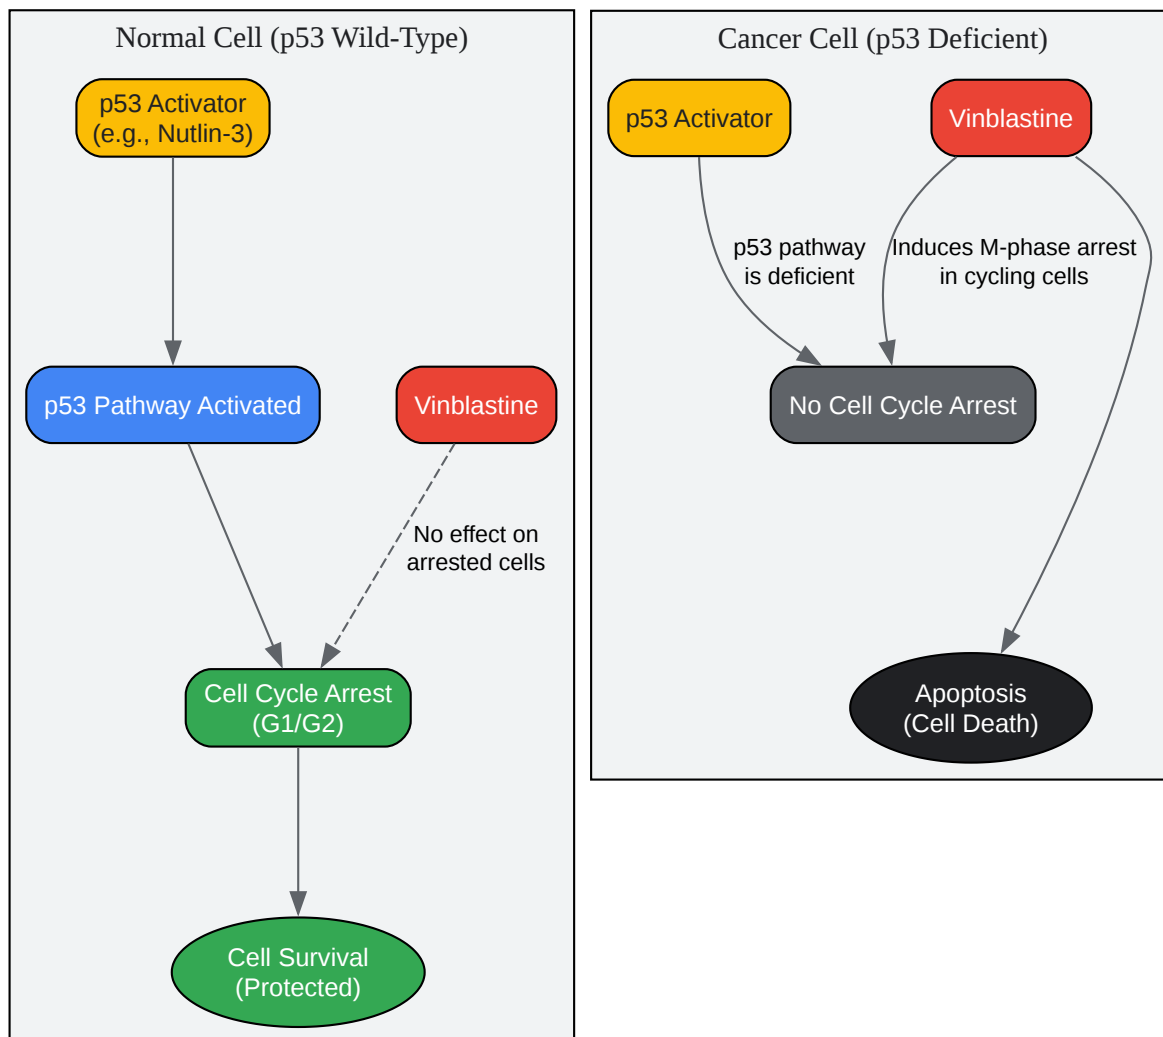 Normal Cell (p53 Wild-Type)
p53 Activator
(e.g., Nutlin-3)
p53 Pathway Activated
Vinblastine
No effect on
arrested cells
Cell Cycle Arrest
(G1/G2)
Cell Survival
(Protected)
Cancer Cell (p53 Deficient)
p53 Activator
Vinblastine
p53 pathway
is deficient
Induces M-phase arrest
in cycling cells
No Cell Cycle Arrest
Apoptosis
(Cell Death)